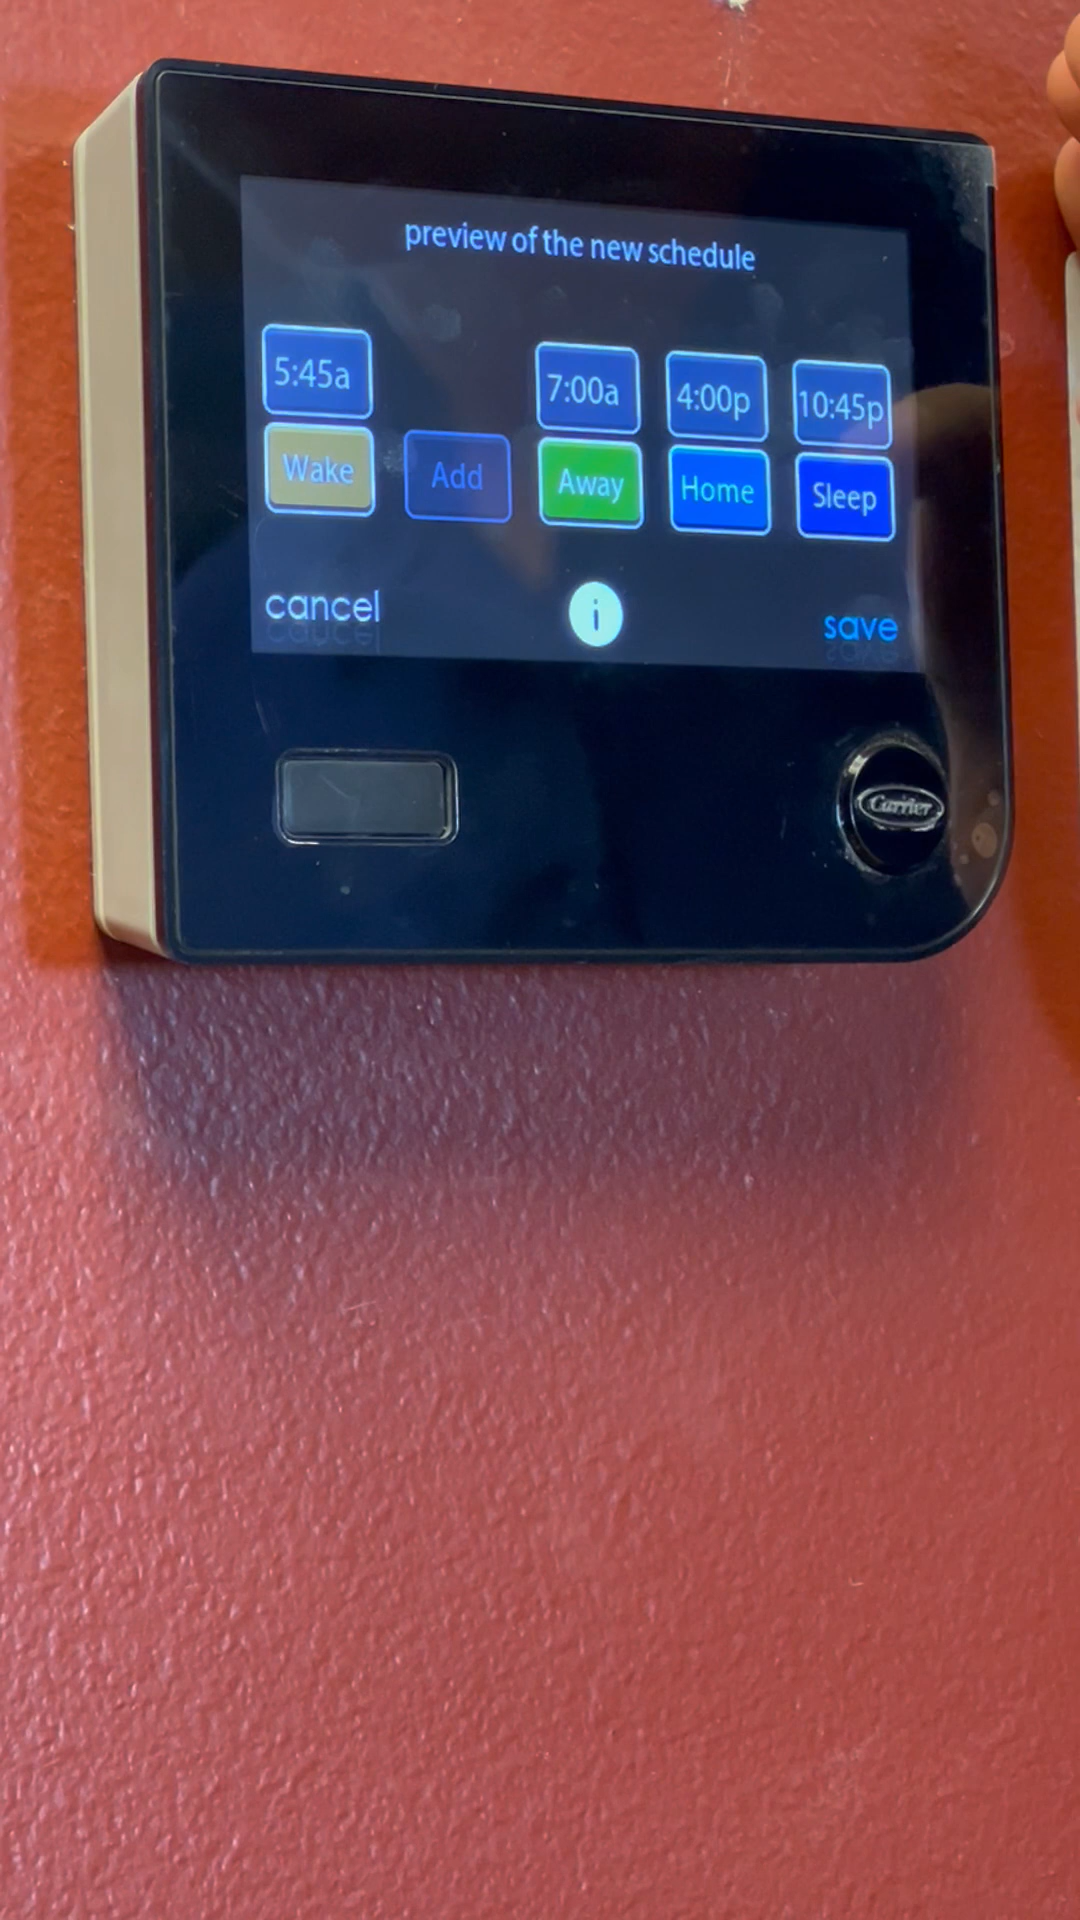 preview of the new schedule
5:45a 7:00a 4:00p 10:45p
Wake Add Away Home Sleep
cancel i save
Carrier